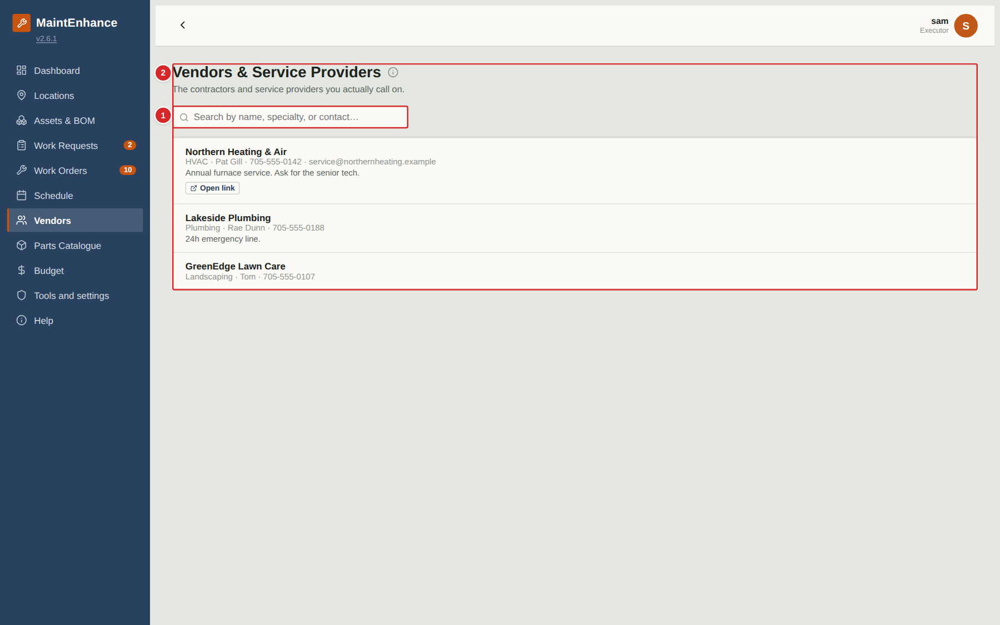 MaintEnhance
v2.6.1
Dashboard
Locations
Assets & BOM
Work Requests 2
Work Orders 10
Schedule
Vendors
Parts Catalogue
Budget
Tools and settings
Help
sam
Executor
S
2
Vendors & Service Providers
The contractors and service providers you actually call on.
1
Search by name, specialty, or contact…
Northern Heating & Air
HVAC · Pat Gill · 705-555-0142 · service@northernheating.example
Annual furnace service. Ask for the senior tech.
Open link
Lakeside Plumbing
Plumbing · Rae Dunn · 705-555-0188
24h emergency line.
GreenEdge Lawn Care
Landscaping · Tom · 705-555-0107